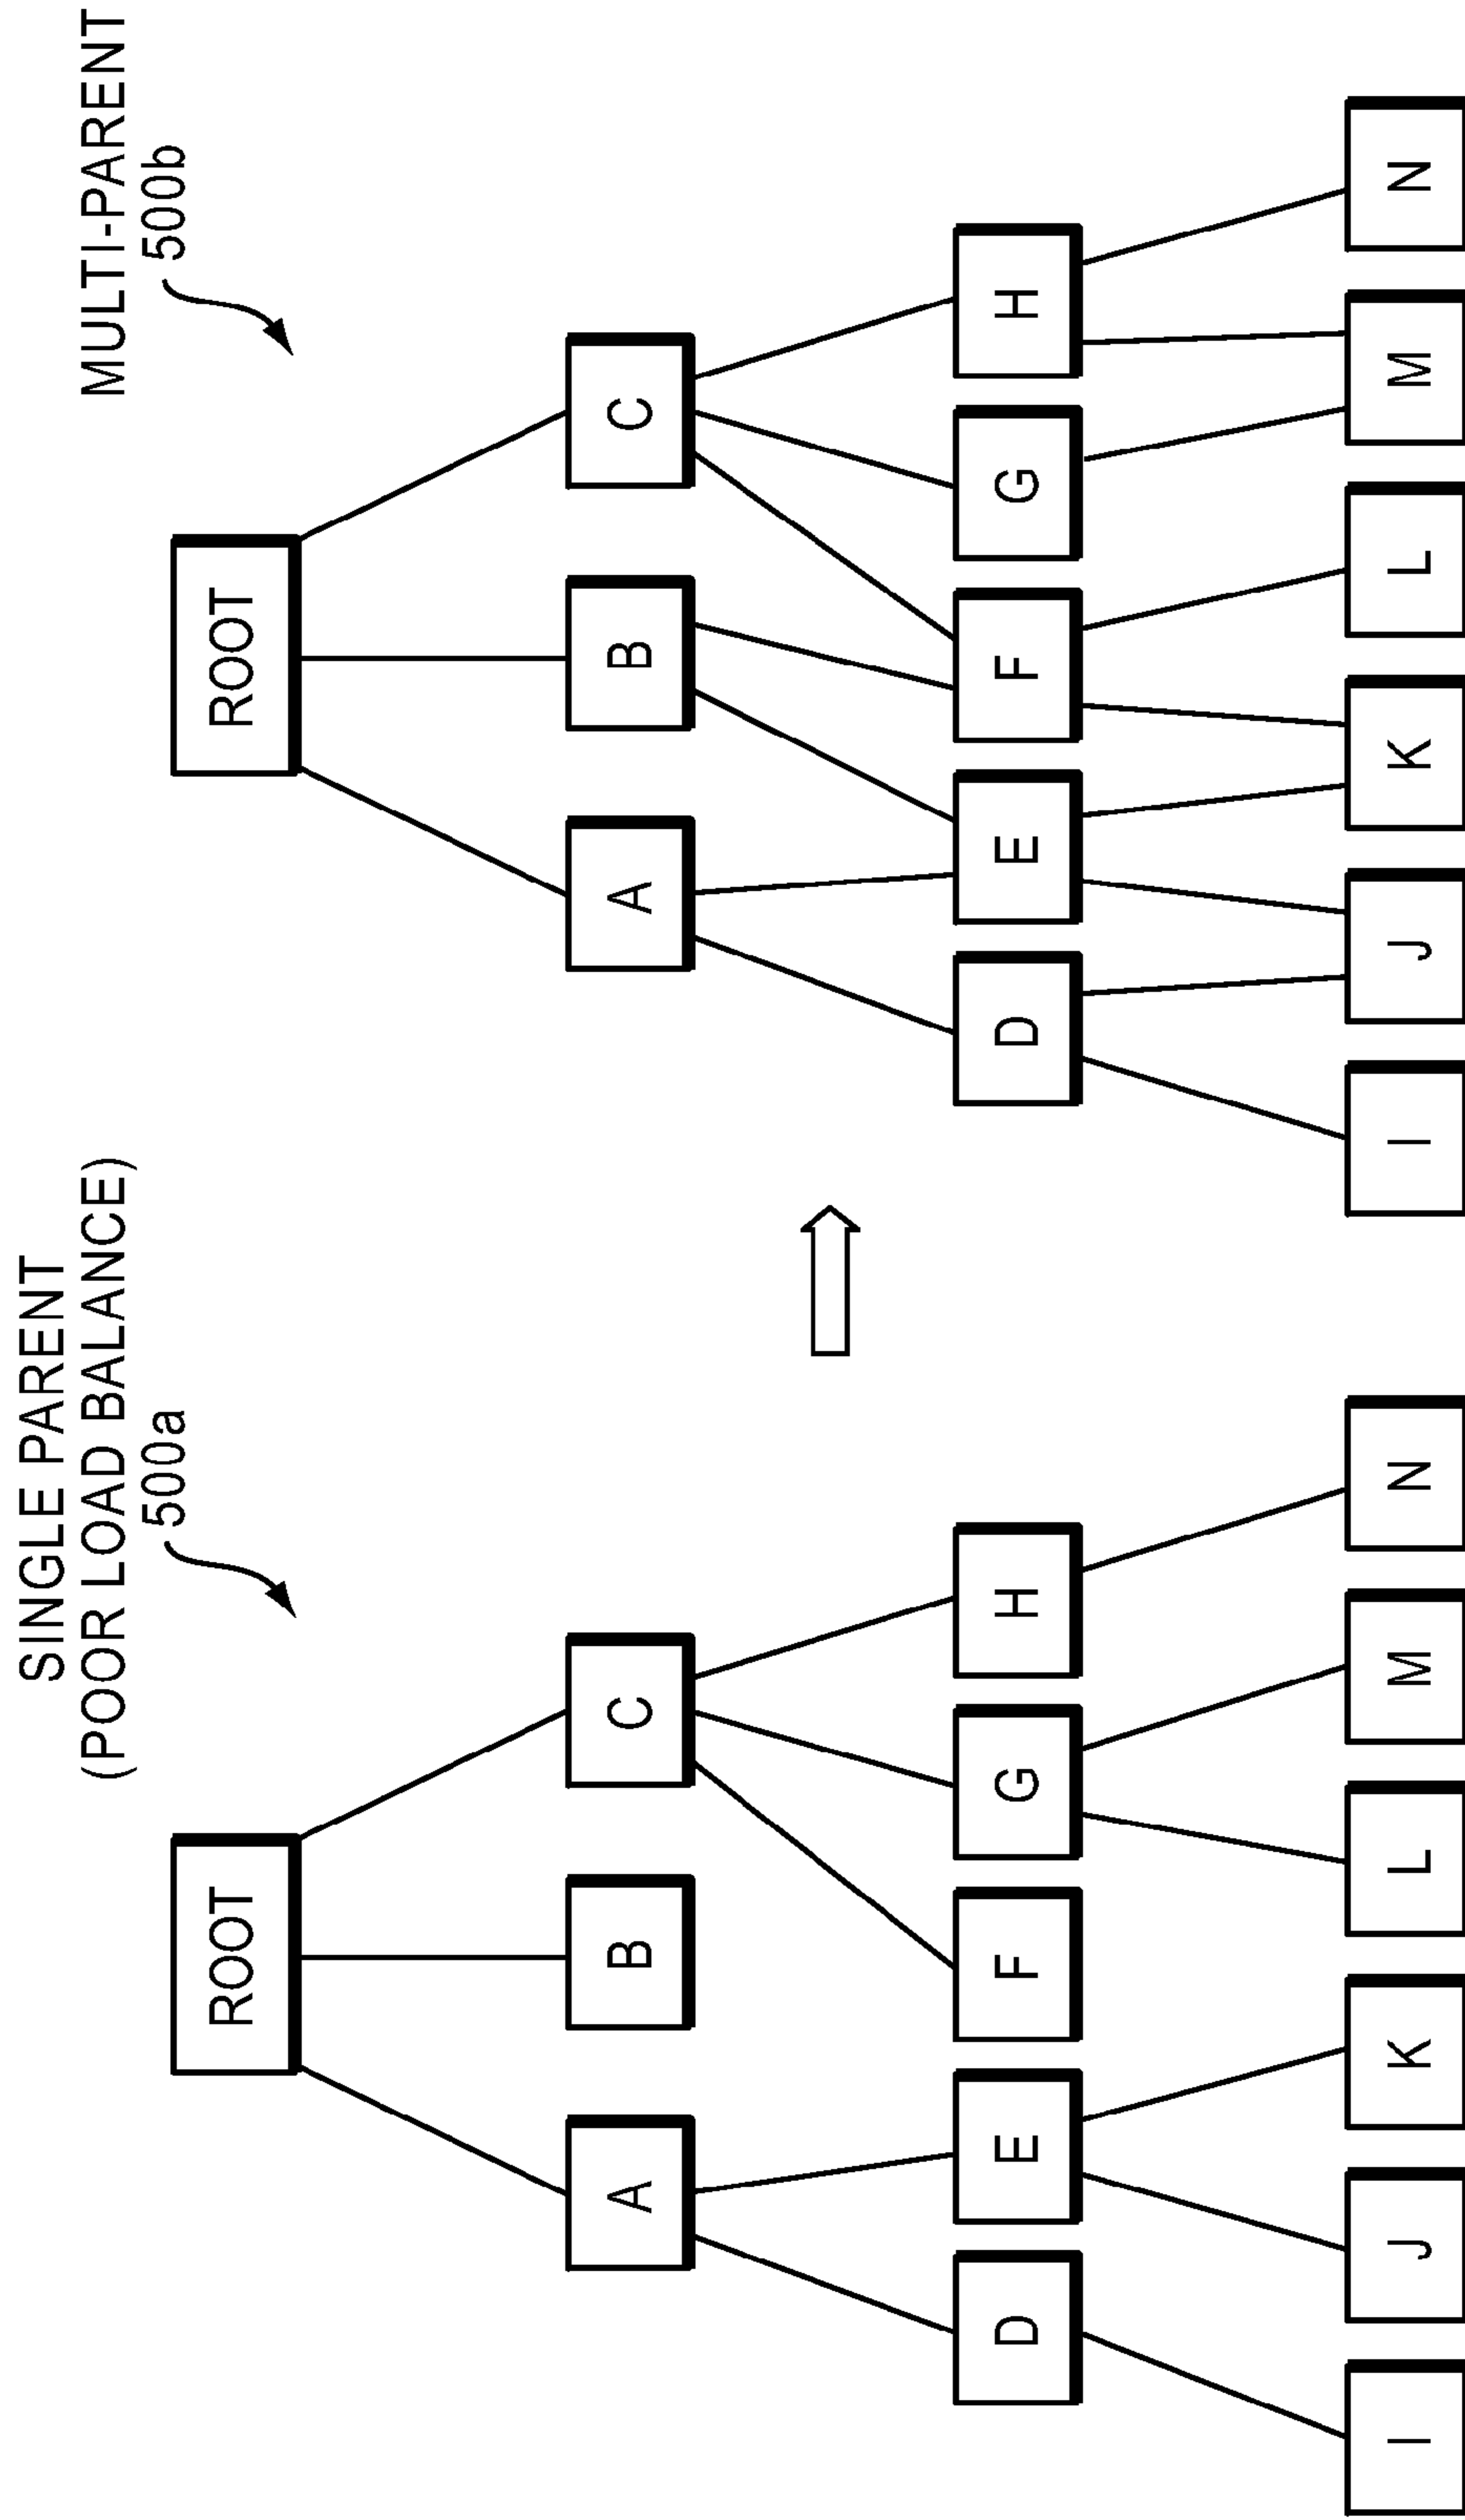 SINGLE PARENT
(POOR LOAD BALANCE)
500a
ROOT
A B C
D E F G H
I J K L M N
MULTI-PARENT
500b
ROOT
A B C
D E F G H
I J K L M N